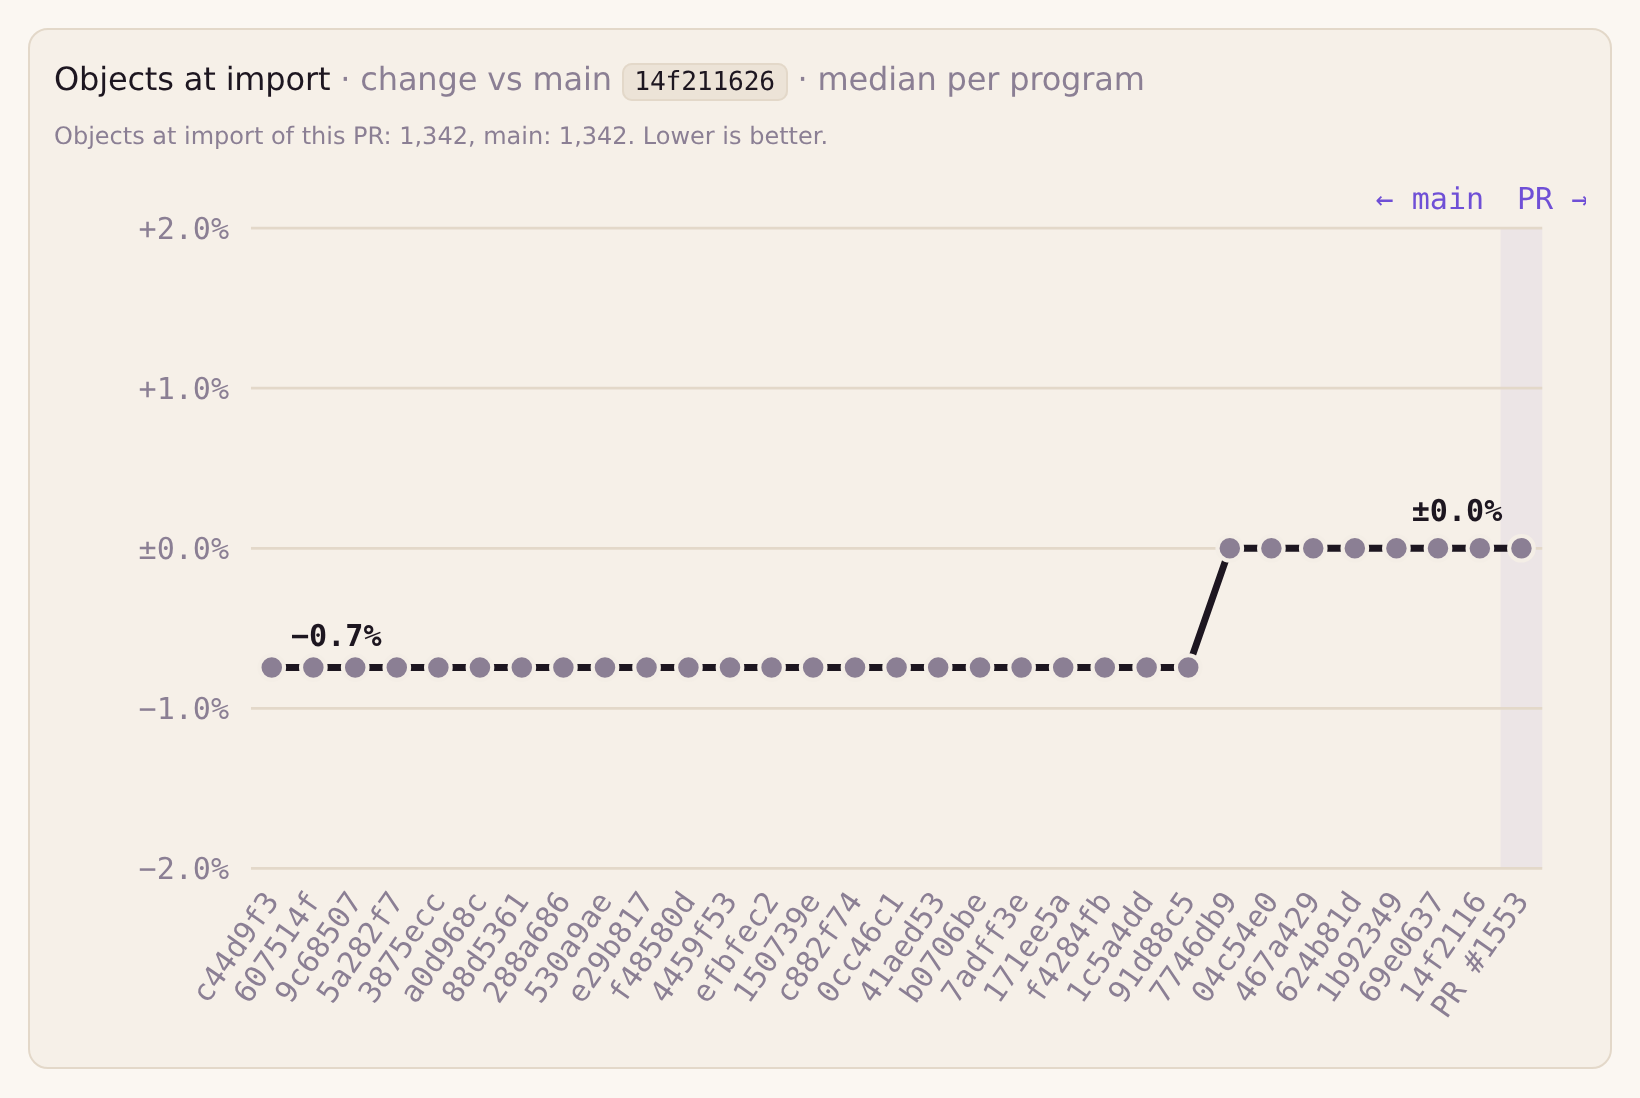 Objects at import · change vs main 14f211626 · median per program
Objects at import of this PR: 1,342, main: 1,342. Lower is better.
← main PR →
+2.0%
+1.0%
±0.0%
−1.0%
−2.0%
−0.7%
±0.0%
c44d9f3
607514f
9c68507
5a282f7
3875ecc
a0d968c
88d5361
288a686
530a9ae
e29b817
f48580d
4459f53
efbfec2
150739e
c882f74
0cc46c1
41aed53
b0706be
7adff3e
171ee5a
f4284fb
1c5a4dd
91d88c5
7746db9
04c54e0
467a429
624b81d
1b92349
69e0637
14f2116
PR #1553